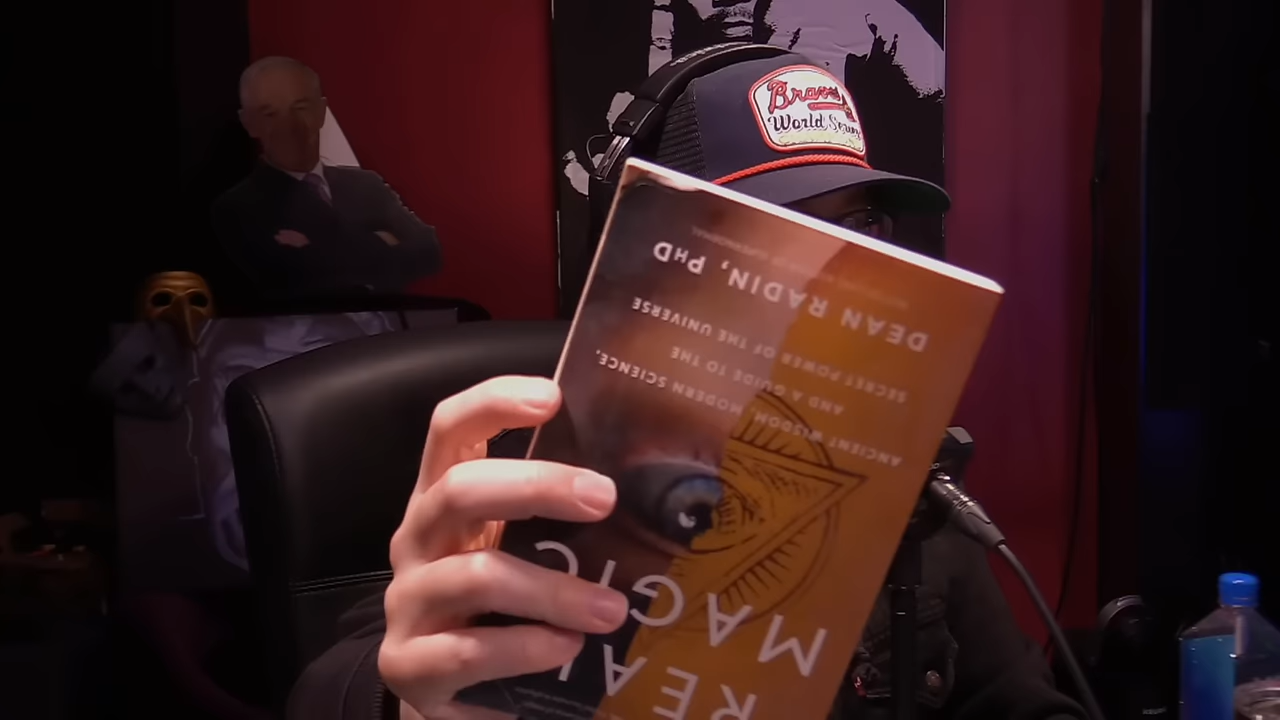 Braves
World Series
REAL
MAGIC
ANCIENT WISDOM, MODERN SCIENCE,
AND A GUIDE TO THE
SECRET POWER OF THE UNIVERSE
DEAN RADIN, PHD